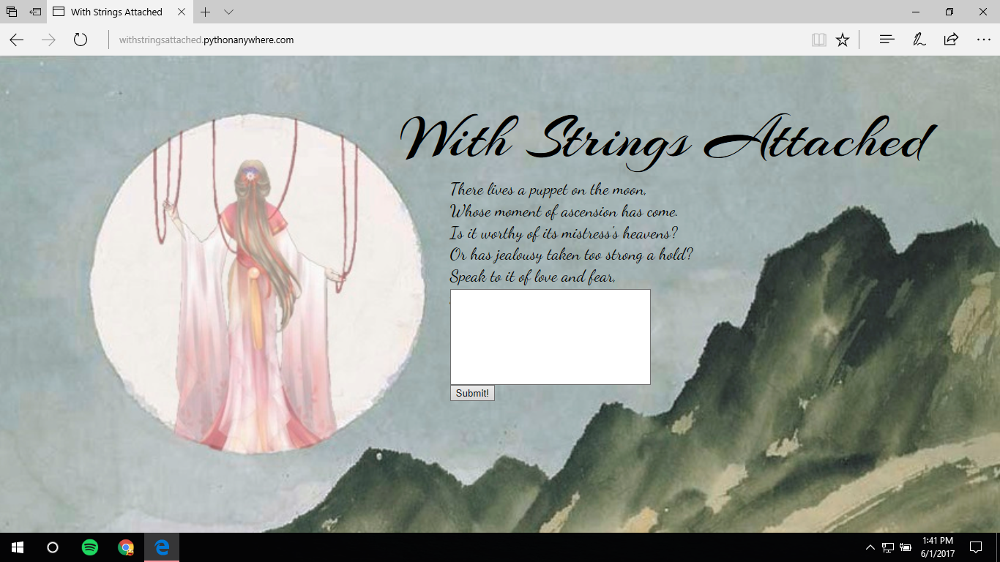 With Strings Attached
withstringsattached.pythonanywhere.com
With Strings Attached
There lives a puppet on the moon,
Whose moment of ascension has come.
Is it worthy of its mistress's heavens?
Or has jealousy taken too strong a hold?
Speak to it of love and fear,
Submit!
1:41 PM
6/1/2017